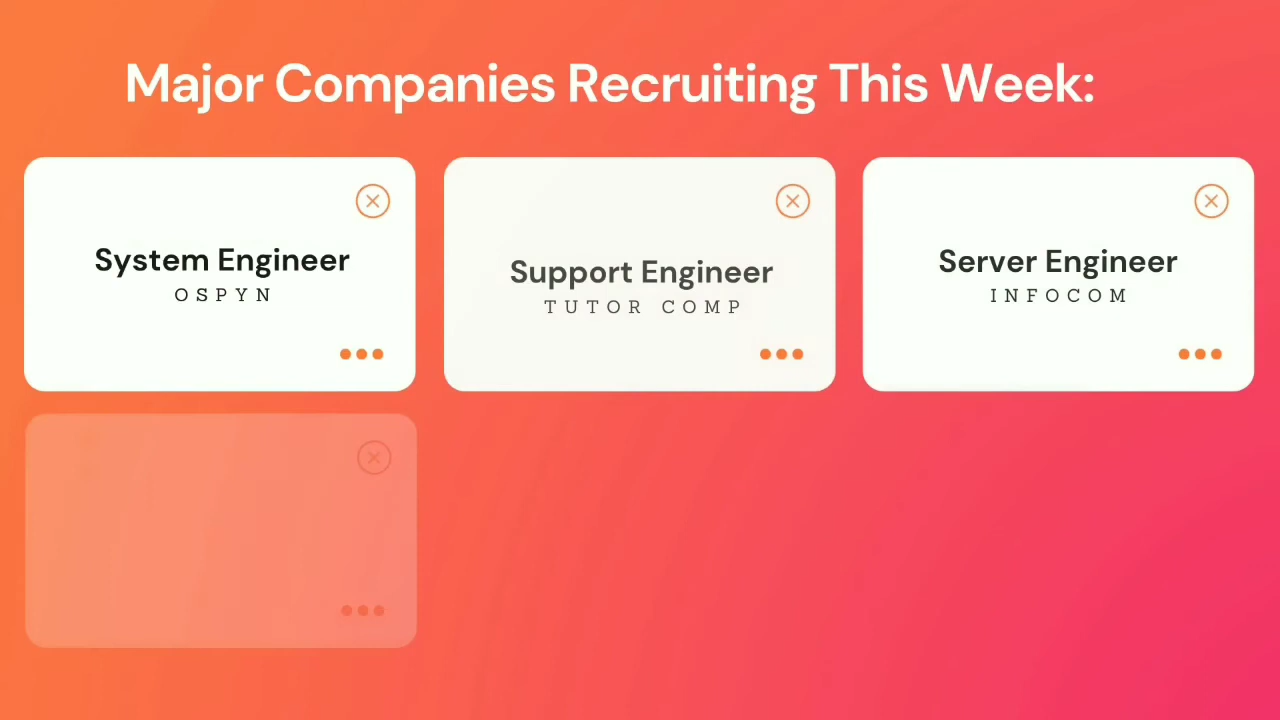 Major Companies Recruiting This Week:
System Engineer
OSPYN
Support Engineer
TUTOR COMP
Server Engineer
INFOCOM